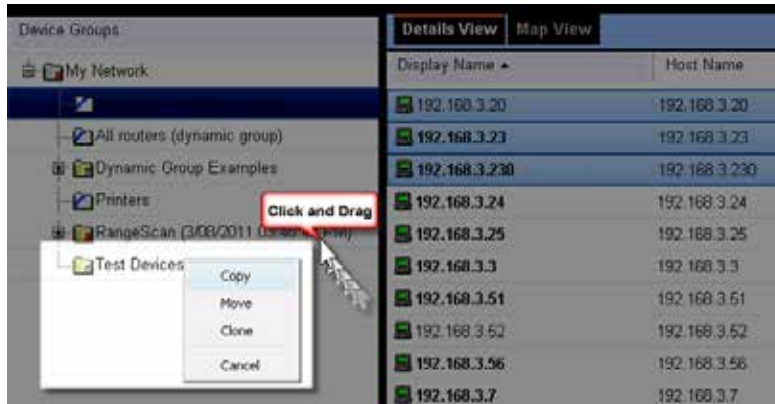 Device Groups
My Network
All routers (dynamic group)
Dynamic Group Examples
Printers
RangeScan (3/08/2011
Test Devices
Click and Drag
Copy
Move
Clone
Cancel
Details View Map View
Display Name Host Name
192.168.3.20 192.168.3.20
192.168.3.23 192.168.3.23
192.168.3.230 192.168.3.230
192.168.3.24 192.168.3.24
192.168.3.25 192.168.3.25
192.168.3.3 192.168.3.3
192.168.3.51 192.168.3.51
192.168.3.52 192.168.3.52
192.168.3.56 192.168.3.56
192.168.3.7 192.168.3.7